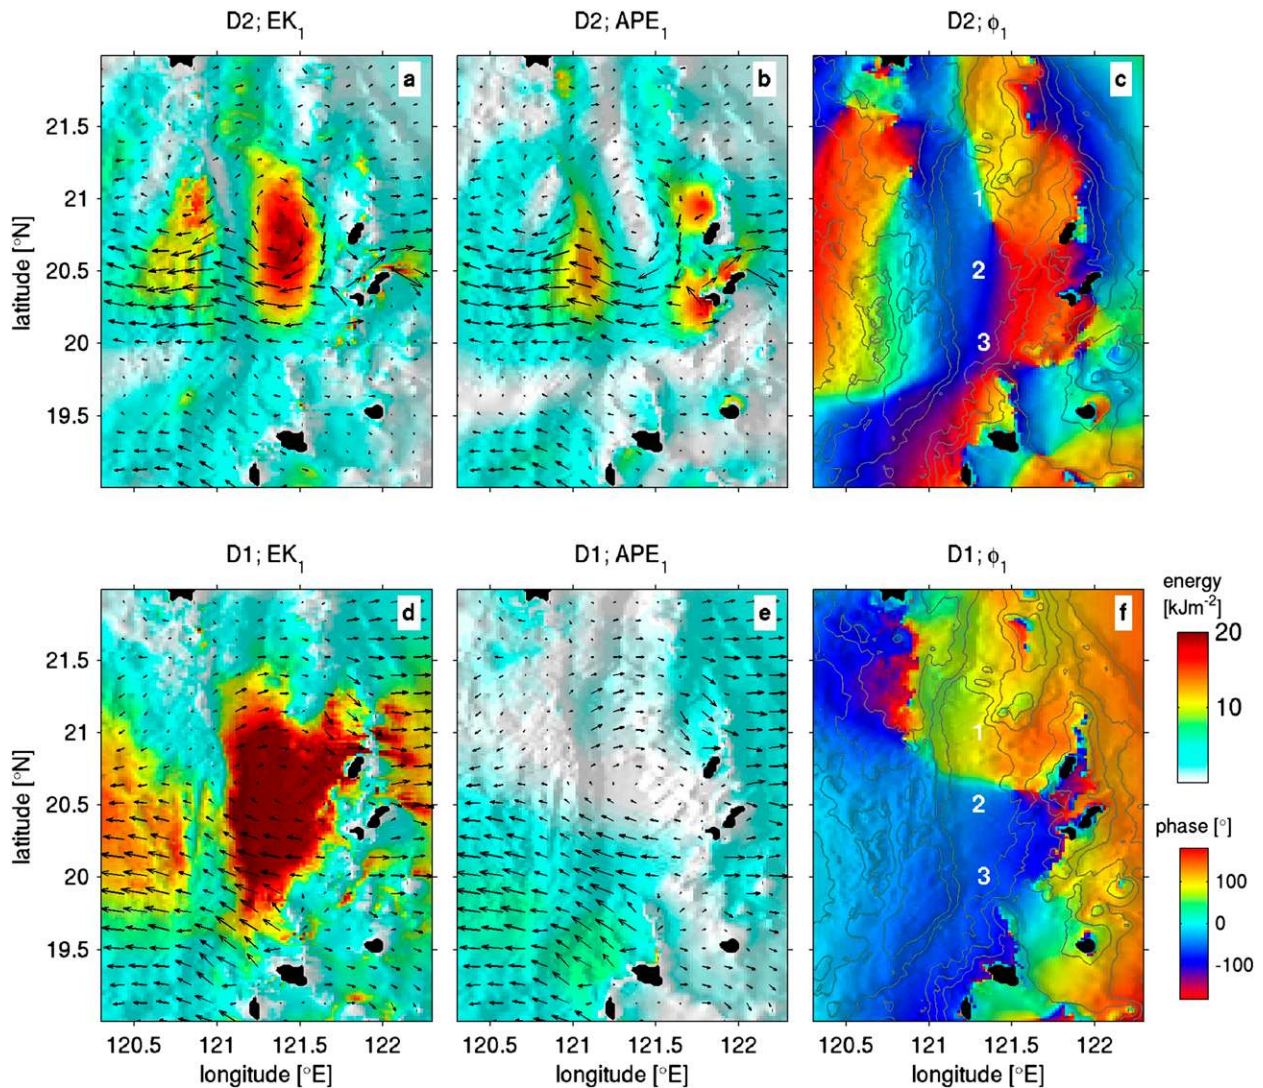 D2; EK1
D2; APE1
D2; ϕ1
a
b
c
21.5
21
20.5
20
19.5
latitude [°N]
1
2
3
D1; EK1
D1; APE1
D1; ϕ1
energy
[kJm-2]
20
10
phase [°]
100
0
-100
d
e
f
21.5
21
20.5
20
19.5
latitude [°N]
1
2
3
120.5 121 121.5 122
120.5 121 121.5 122
120.5 121 121.5 122
longitude [°E]
longitude [°E]
longitude [°E]